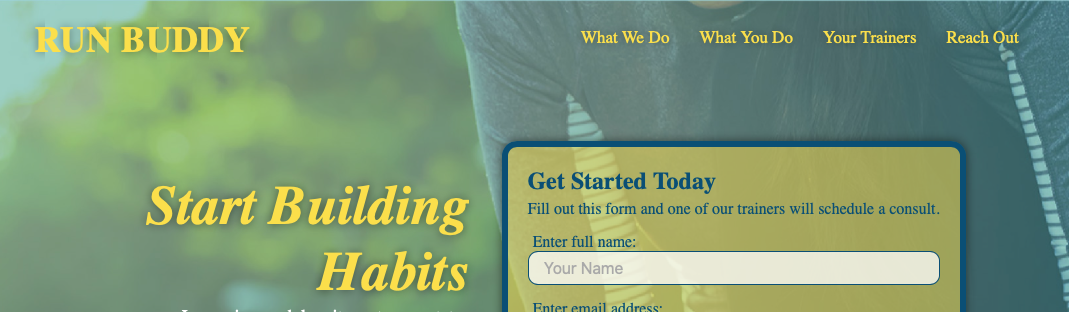 RUN BUDDY
What We Do
What You Do
Your Trainers
Reach Out
Start Building
Habits
Get Started Today
Fill out this form and one of our trainers will schedule a consult.
Enter full name:
Your Name
Enter email address: